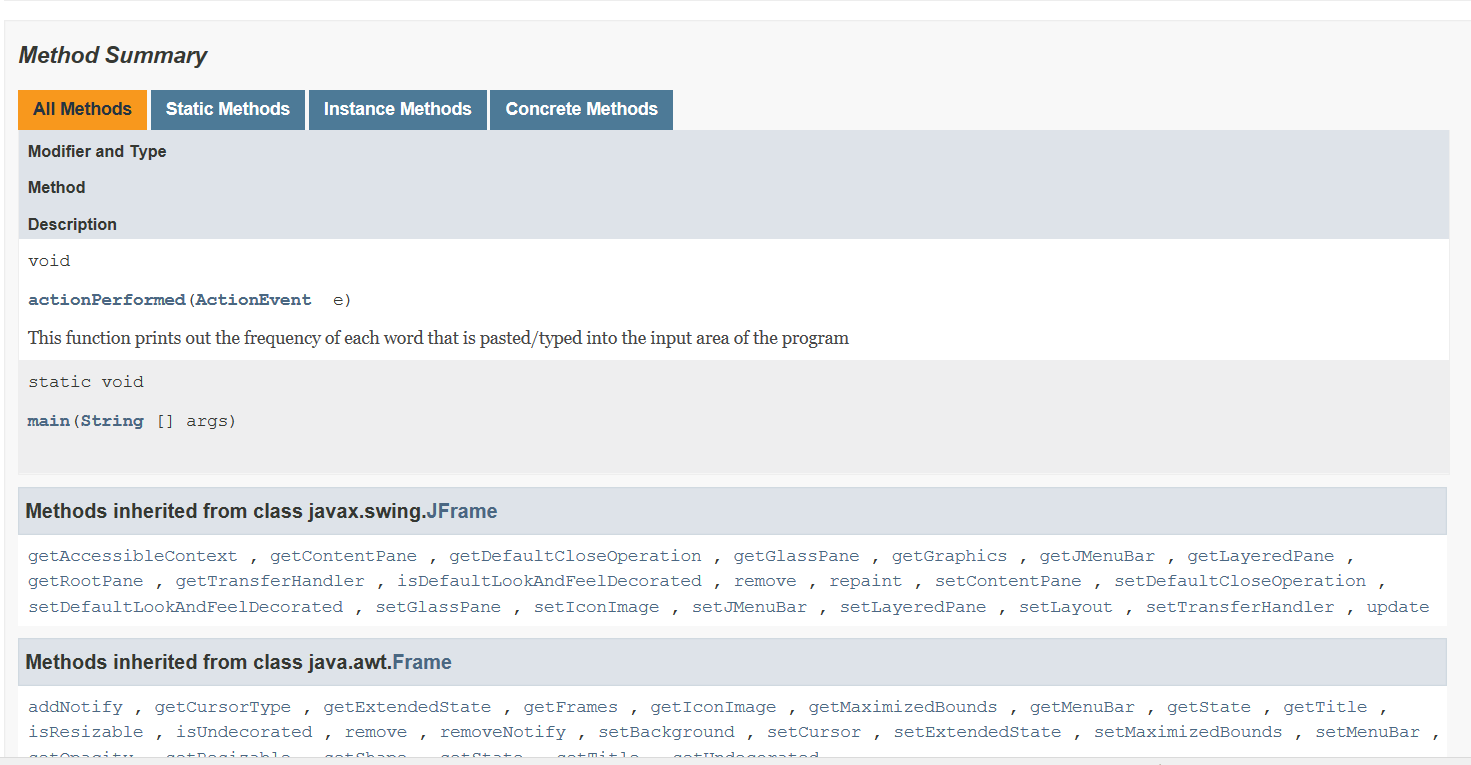 Method Summary
All Methods Static Methods Instance Methods Concrete Methods
Modifier and Type
Method
Description
void
actionPerformed(ActionEvent e)
This function prints out the frequency of each word that is pasted/typed into the input area of the program
static void
main(String [] args)
Methods inherited from class javax.swing.JFrame
getAccessibleContext , getContentPane , getDefaultCloseOperation , getGlassPane , getGraphics , getJMenuBar , getLayeredPane ,
getRootPane , getTransferHandler , isDefaultLookAndFeelDecorated , remove , repaint , setContentPane , setDefaultCloseOperation ,
setDefaultLookAndFeelDecorated , setGlassPane , setIconImage , setJMenuBar , setLayeredPane , setLayout , setTransferHandler , update
Methods inherited from class java.awt.Frame
addNotify , getCursorType , getExtendedState , getFrames , getIconImage , getMaximizedBounds , getMenuBar , getState , getTitle ,
isResizable , isUndecorated , remove , removeNotify , setBackground , setCursor , setExtendedState , setMaximizedBounds , setMenuBar ,